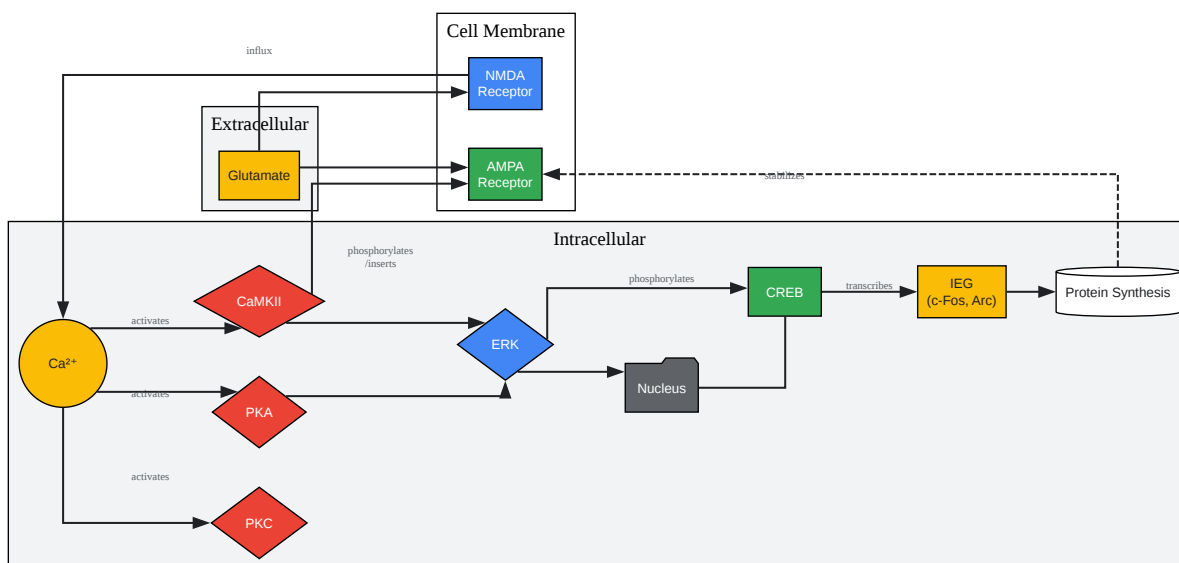 Cell Membrane
influx
NMDA
Receptor
Extracellular
Glutamate
AMPA
Receptor
stabilizes
Intracellular
phosphorylates
/inserts
CaMKII
phosphorylates
CREB
transcribes
IEG
(c-Fos, Arc)
Protein Synthesis
activates
ERK
Ca²⁺
Nucleus
activates
PKA
activates
PKC